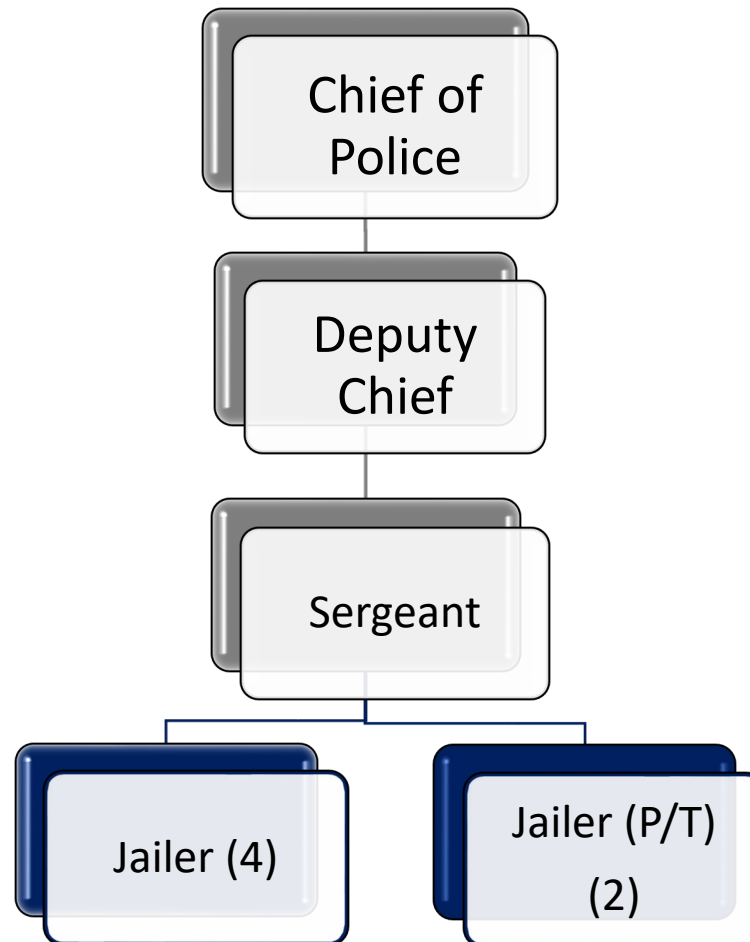 Chief of
Police
Deputy
Chief
Sergeant
Jailer (4)
Jailer (P/T)
(2)